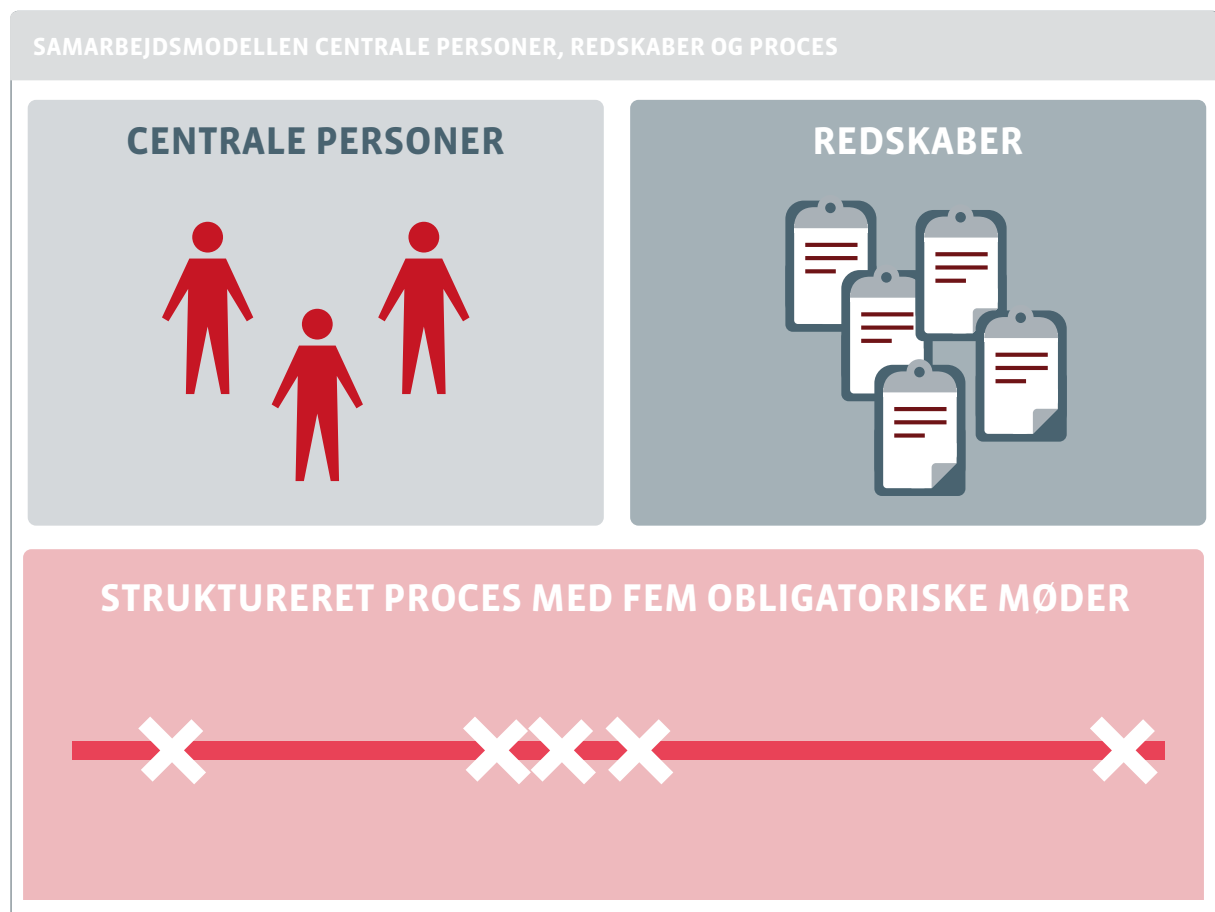 SAMARBEJDSMODELLEN CENTRALE PERSONER, REDSKABER OG PROCES
CENTRALE PERSONER
REDSKABER
STRUKTURERET PROCES MED FEM OBLIGATORISKE MØDER